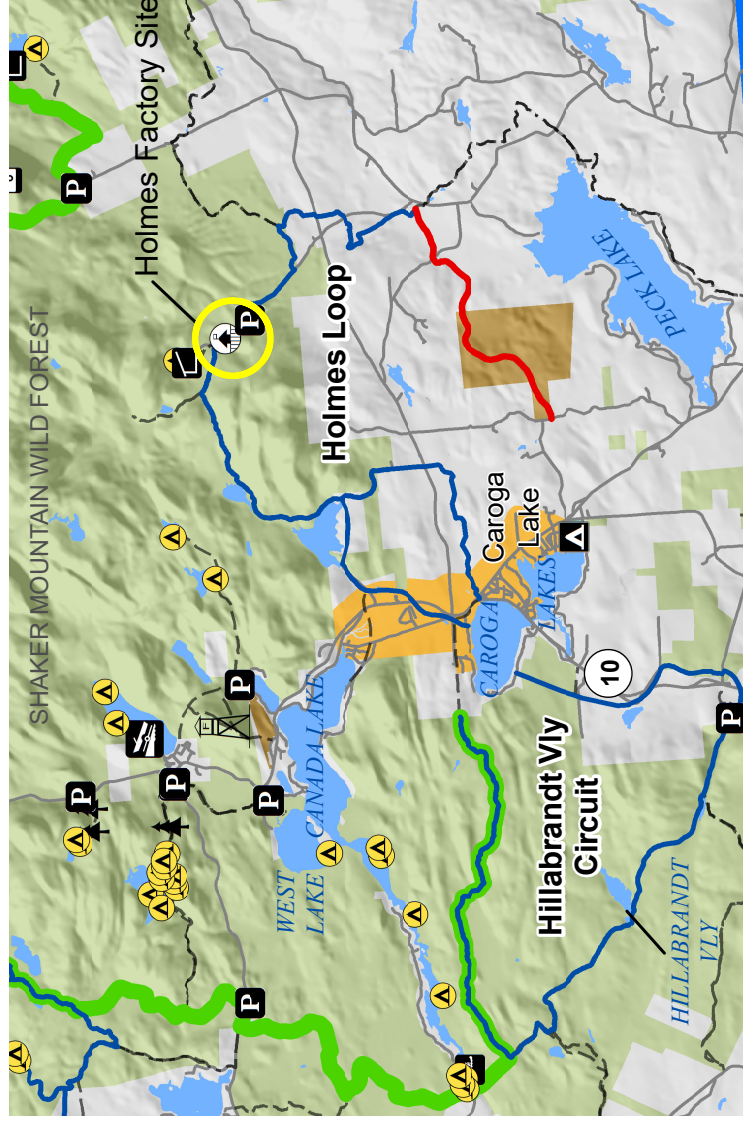 Holmes Factory Site
SHAKER MOUNTAIN WILD FOREST
P
P
Holmes Loop
PECK LAKE
Caroga
Lake
CAROGA
LAKES
10
P
P
P
P
P
CANADA LAKE
WEST
LAKE
Hillabrandt Vly
Circuit
HILLABRANDT
VLY
P